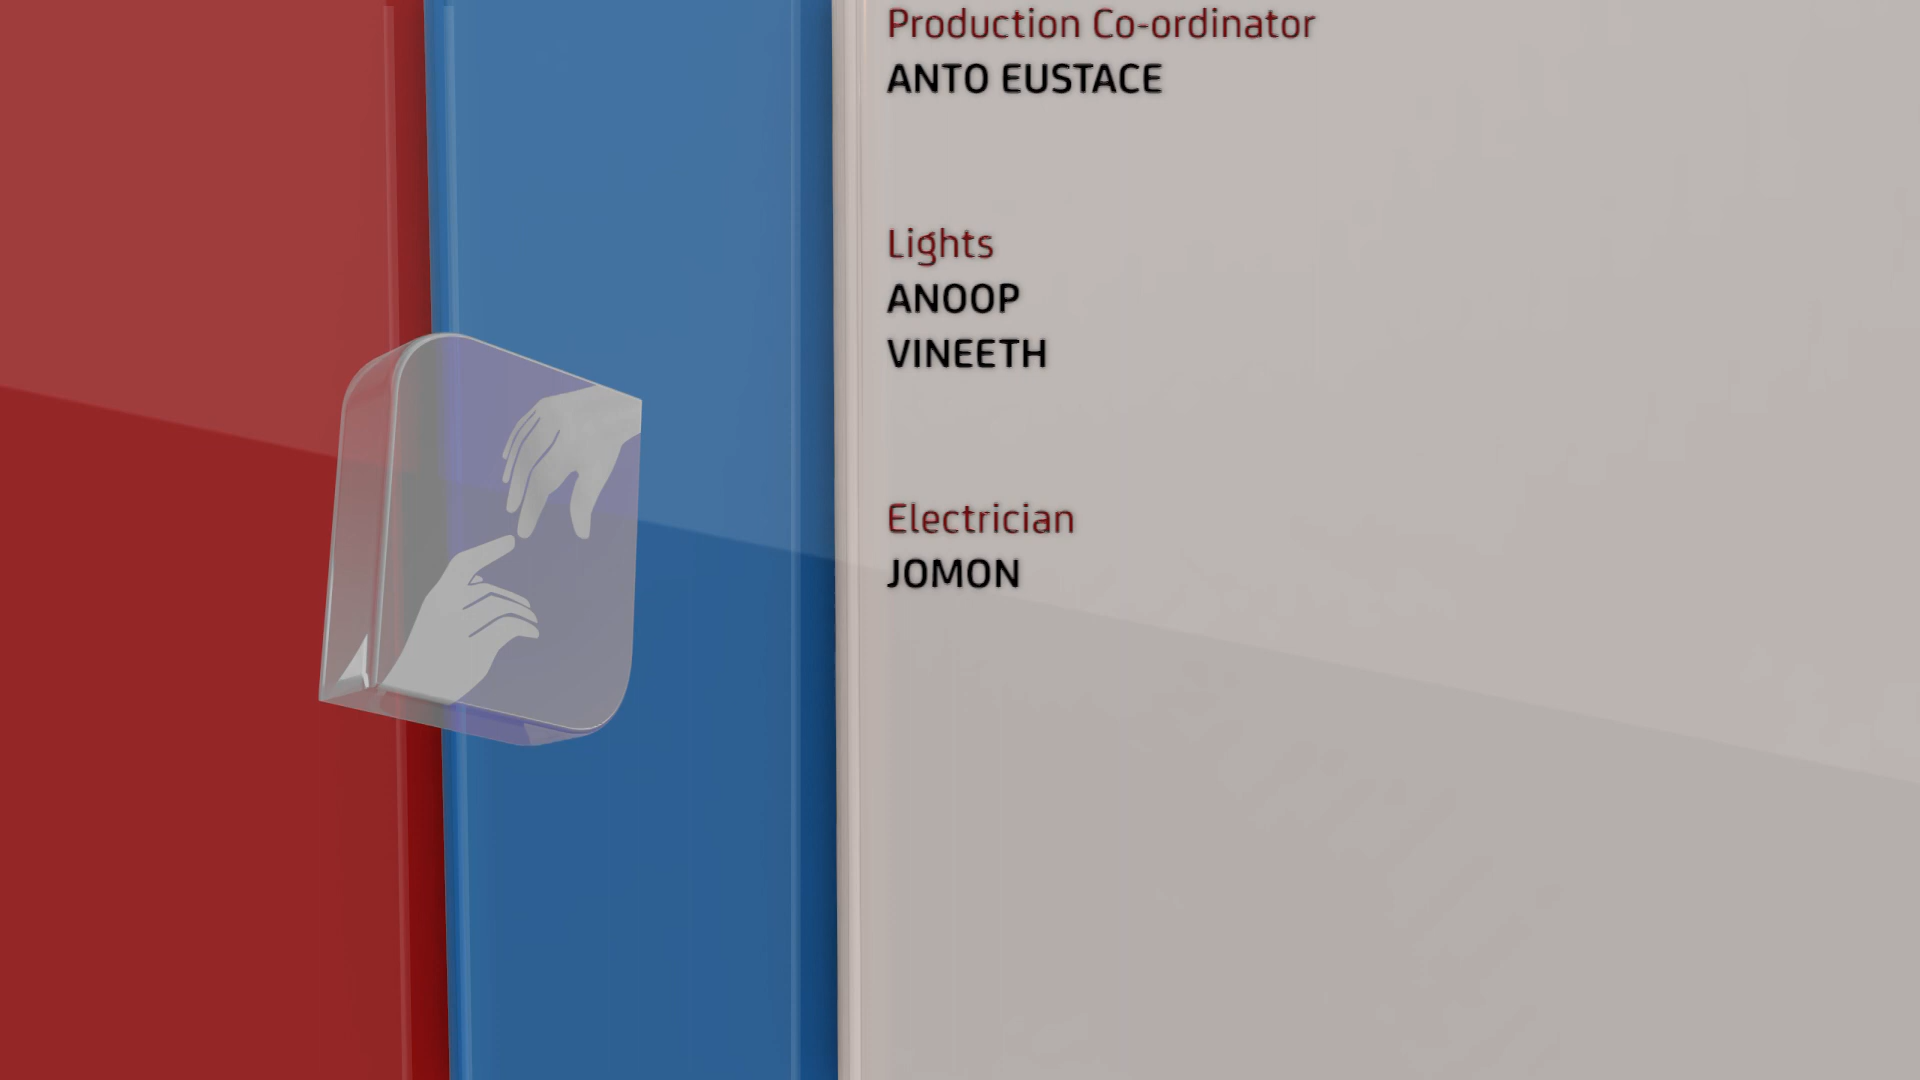 Production Co-ordinator
ANTO EUSTACE
Lights
ANOOP
VINEETH
Electrician
JOMON